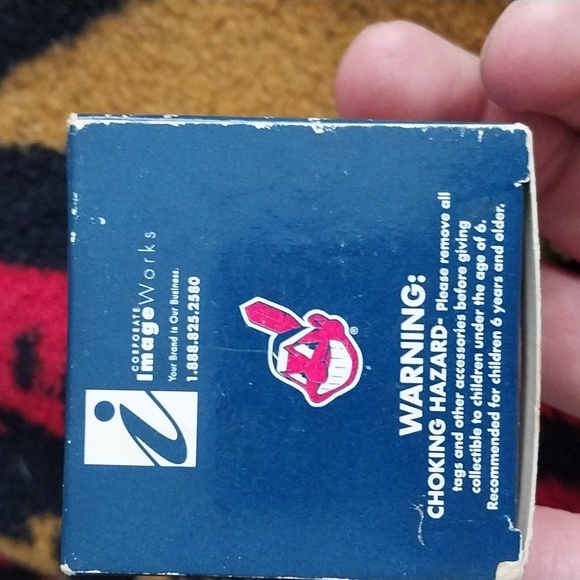 CORPORATE
ImageWorks
Your Brand Is Our Business.
1.888.825.2580
®
WARNING:
CHOKING HAZARD- Please remove all
tags and other accessories before giving
collectible to children under the age of 6.
Recommended for children 6 years and older.